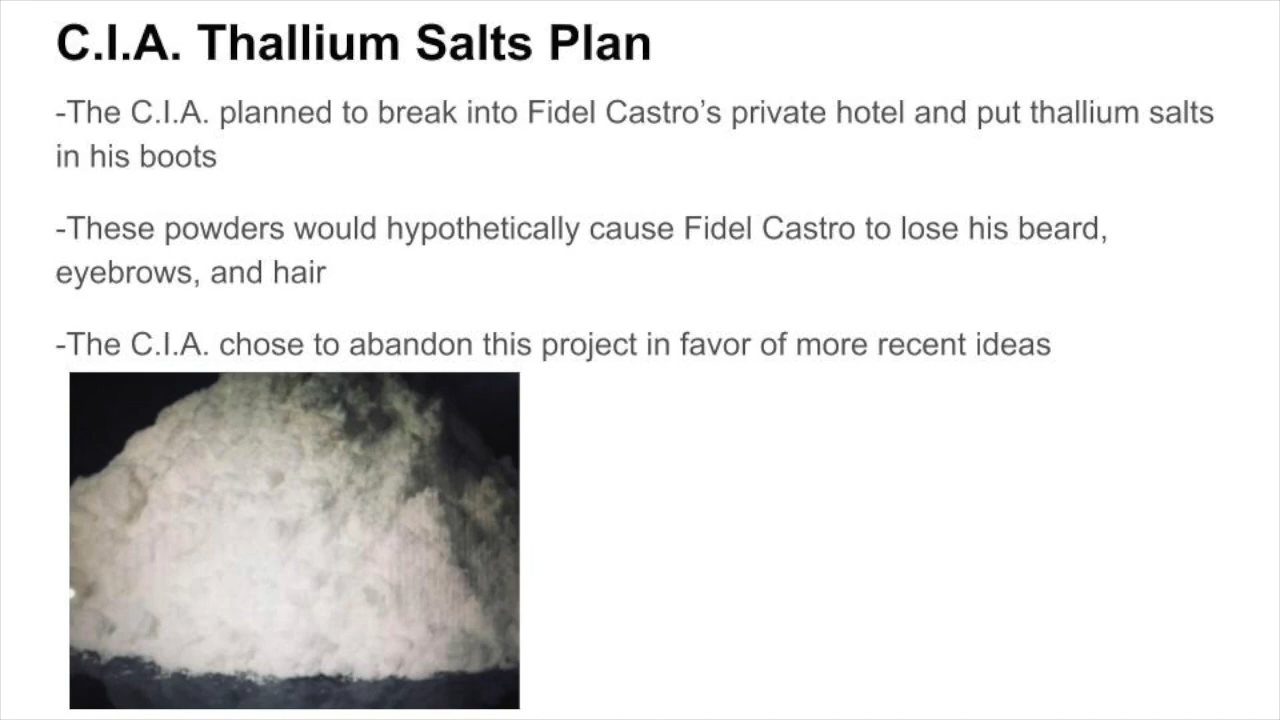 C.I.A. Thallium Salts Plan
-The C.I.A. planned to break into Fidel Castro’s private hotel and put thallium salts
in his boots
-These powders would hypothetically cause Fidel Castro to lose his beard,
eyebrows, and hair
-The C.I.A. chose to abandon this project in favor of more recent ideas